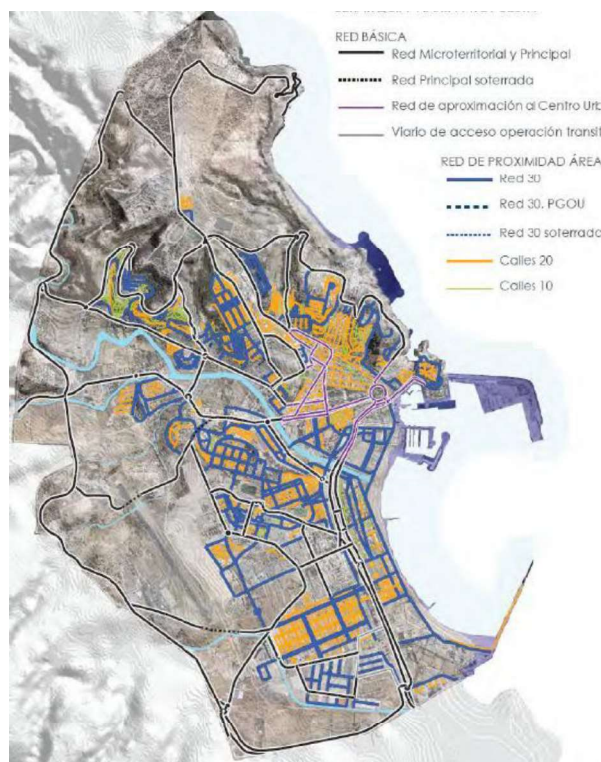 RED BÁSICA
Red Microterritorial y Principal
Red Principal soterrada
Red de aproximación al Centro Urb
Viario de acceso operación transit
RED DE PROXIMIDAD ÁREA
Red 30
Red 30. PGOU
Red 30 soterrado
Calles 20
Calles 10